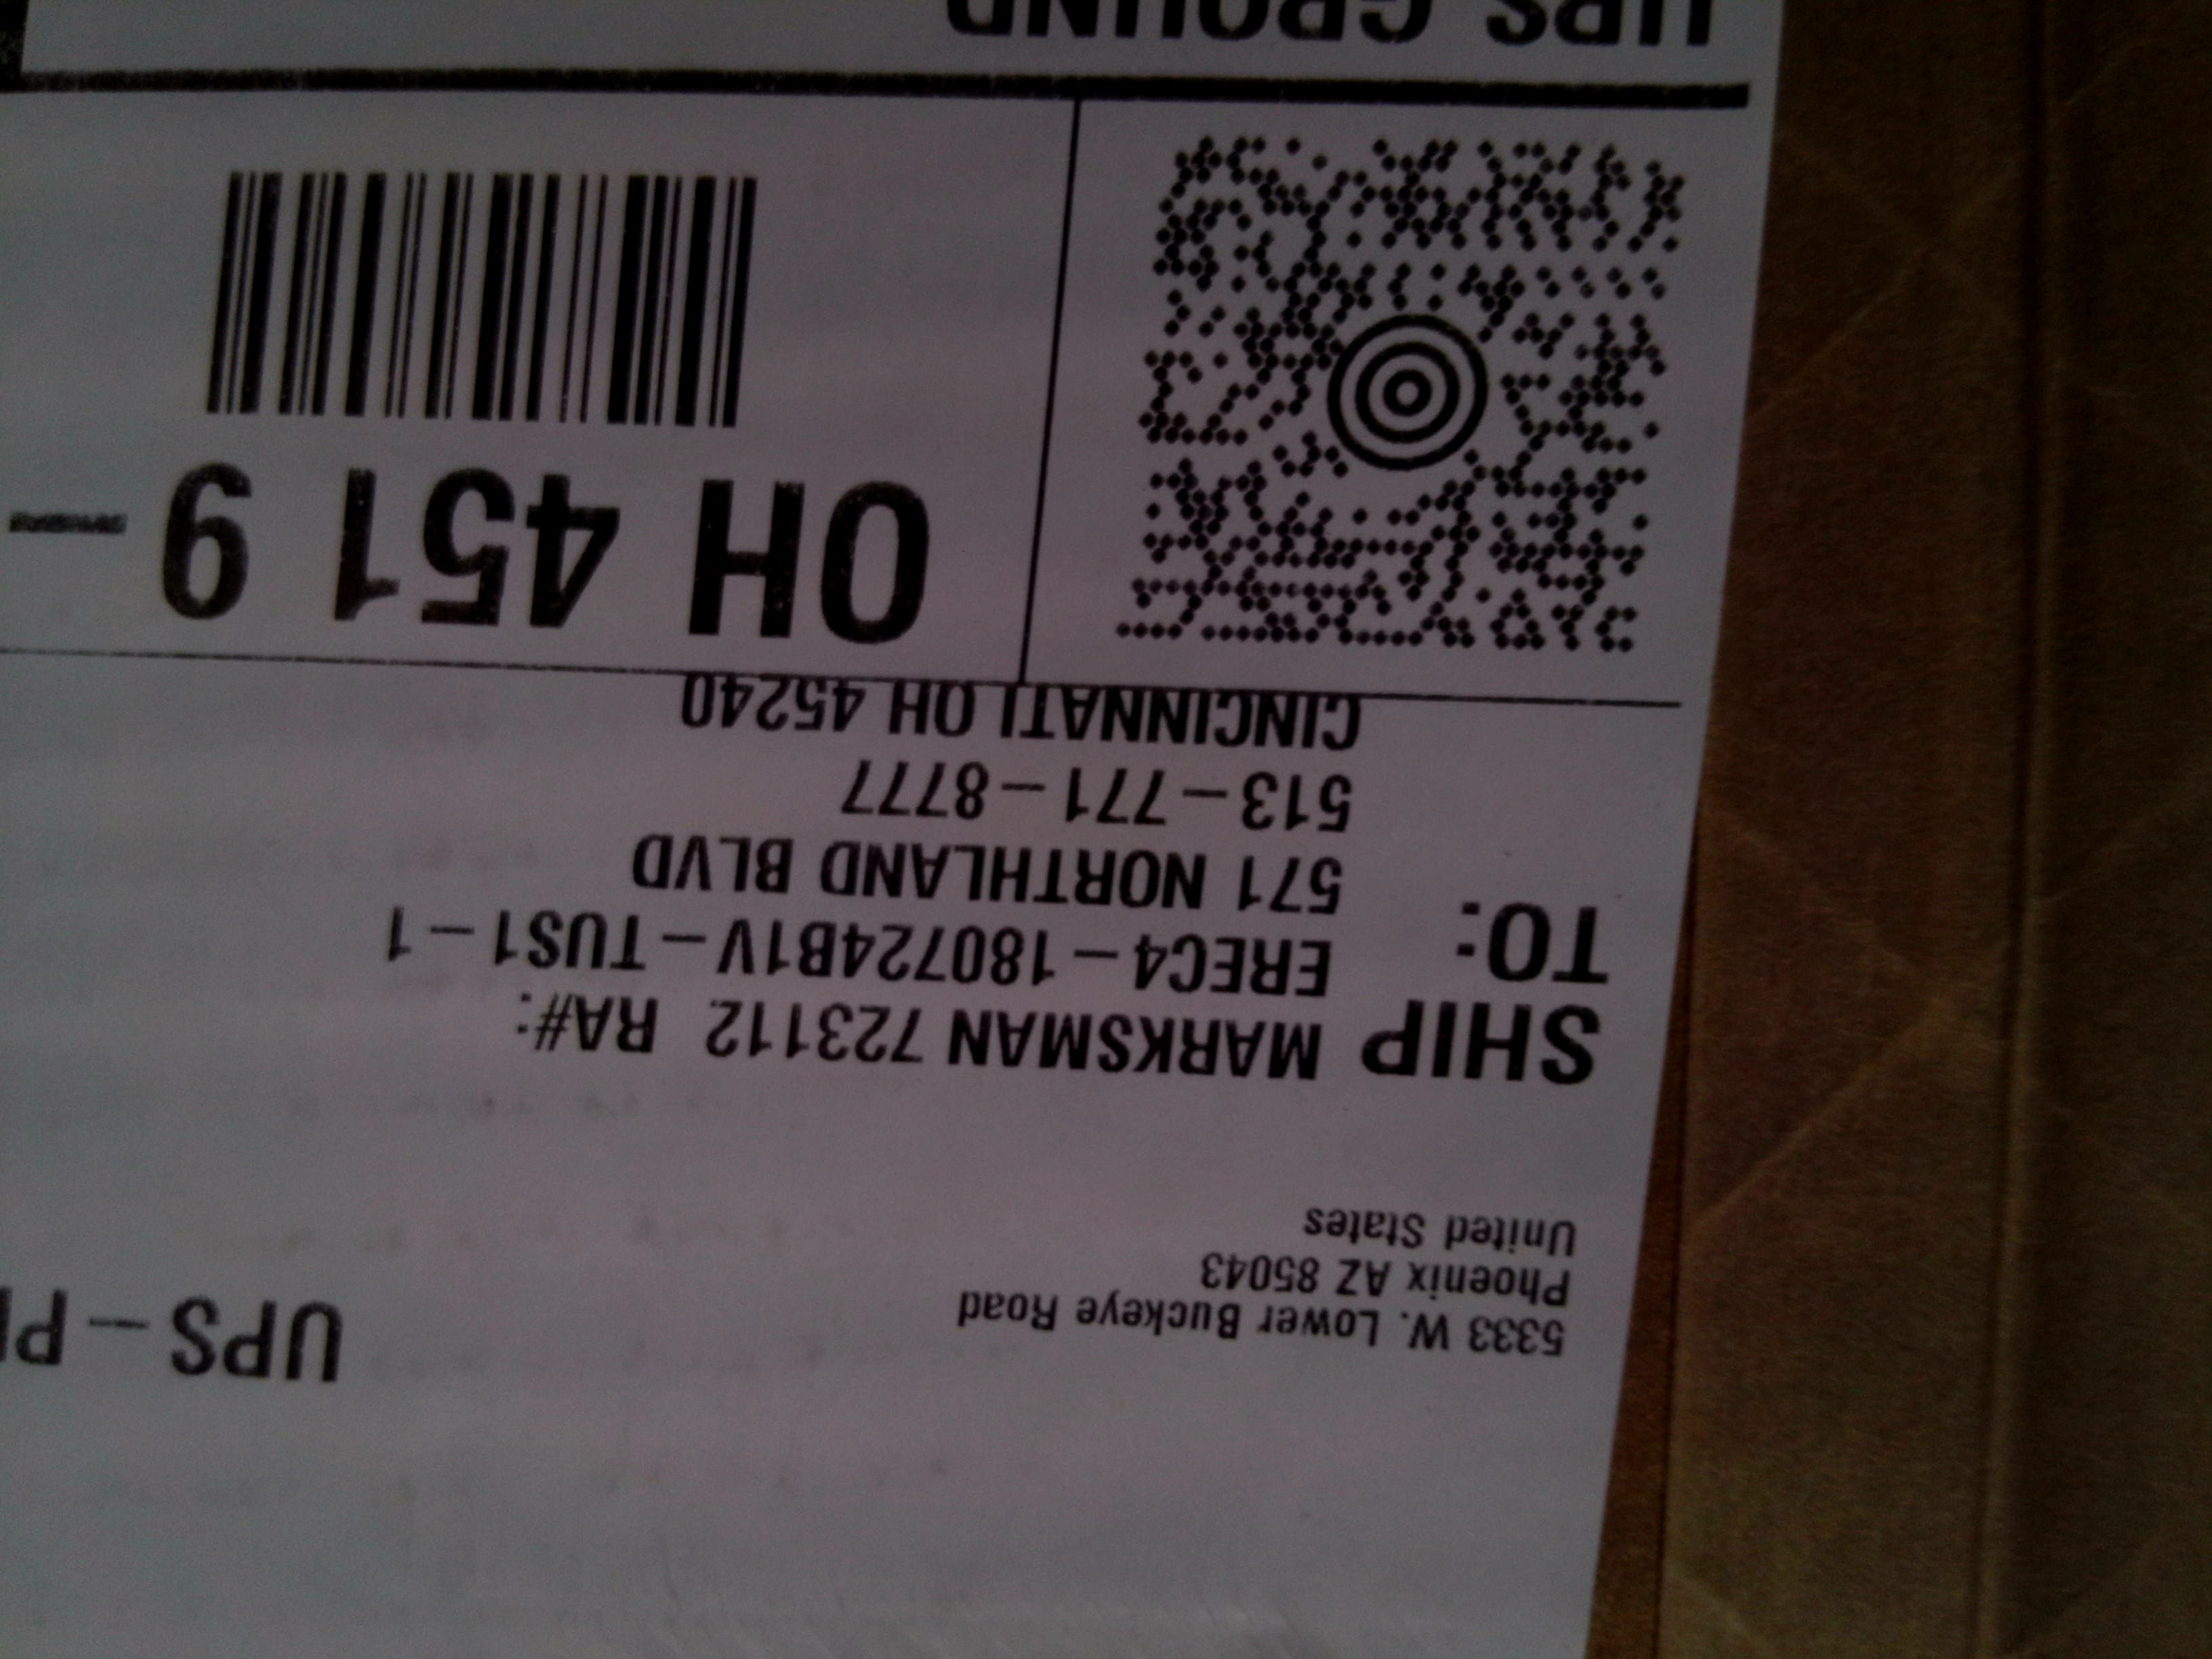 5333 W. Lower Buckeye Road
Phoenix AZ 85043
United States
UPS – P
SHIP TO:
MARKSMAN 723112 RA#:
EREC4 – 180724B1V – TUS1 – 1
571 NORTHLAND BLVD
513 – 771 – 8777
CINCINNATI OH 45240
OH 451 9 –
UPS GROUND